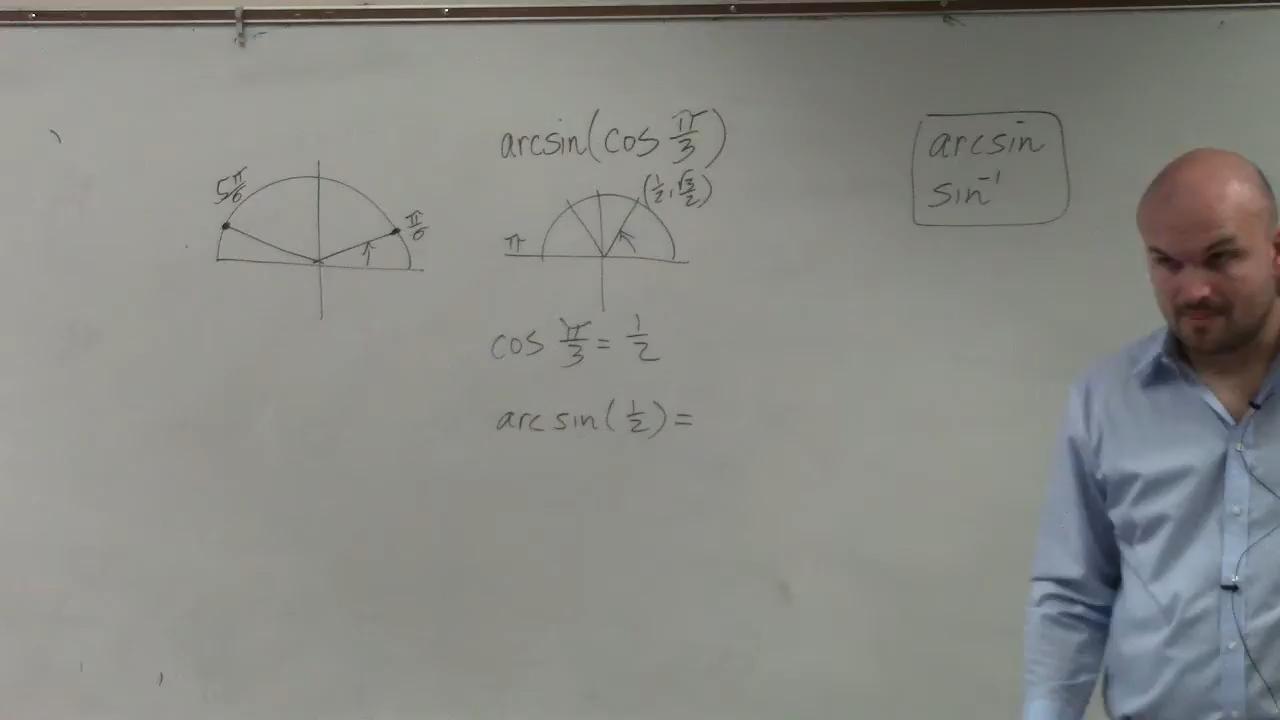 arcsin(cos π/3)
arcsin
sin⁻¹
5π/6
π/6
(1/2, √3/2)
π
cos π/3 = 1/2
arcsin(1/2) =